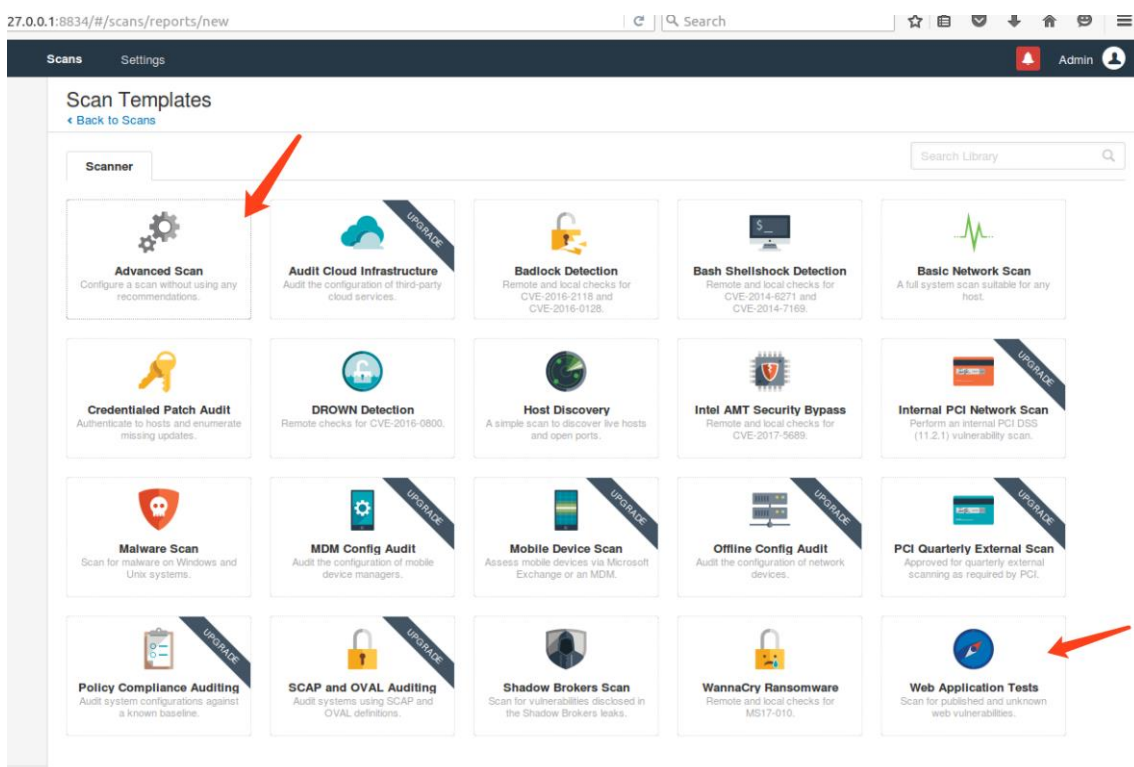 27.0.0.1:8834/#/scans/reports/new
Search
Scans Settings
Admin
Scan Templates
Back to Scans
Scanner
Search Library
Advanced Scan
Configure a scan without using any
recommendations.
UPGRADE
Audit Cloud Infrastructure
Audit the configuration of third-party
cloud services.
Badlock Detection
Remote and local checks for
CVE-2016-2118 and
CVE-2016-0128.
$_
Bash Shellshock Detection
Remote and local checks for
CVE-2014-6271 and
CVE-2014-7169.
Basic Network Scan
A full system scan suitable for any
host.
Credentialed Patch Audit
Authenticate to hosts and enumerate
missing updates.
DROWN Detection
Remote checks for CVE-2016-0800.
Host Discovery
A simple scan to discover live hosts
and open ports.
Intel AMT Security Bypass
Remote and local checks for
CVE-2017-5689.
UPGRADE
Internal PCI Network Scan
Perform an internal PCI DSS
(11.2.1) vulnerability scan.
Malware Scan
Scan for malware on Windows and
Unix systems.
UPGRADE
MDM Config Audit
Audit the configuration of mobile
device managers.
UPGRADE
Mobile Device Scan
Assess mobile devices via Microsoft
Exchange or an MDM.
UPGRADE
Offline Config Audit
Audit the configuration of network
devices.
UPGRADE
PCI Quarterly External Scan
Approved for quarterly external
scanning as required by PCI.
UPGRADE
Policy Compliance Auditing
Audit system configurations against
a known baseline.
UPGRADE
SCAP and OVAL Auditing
Audit systems using SCAP and
OVAL definitions.
Shadow Brokers Scan
Scan for vulnerabilities disclosed in
the Shadow Brokers leaks.
WannaCry Ransomware
Remote and local checks for
MS17-010.
Web Application Tests
Scan for published and unknown
web vulnerabilities.